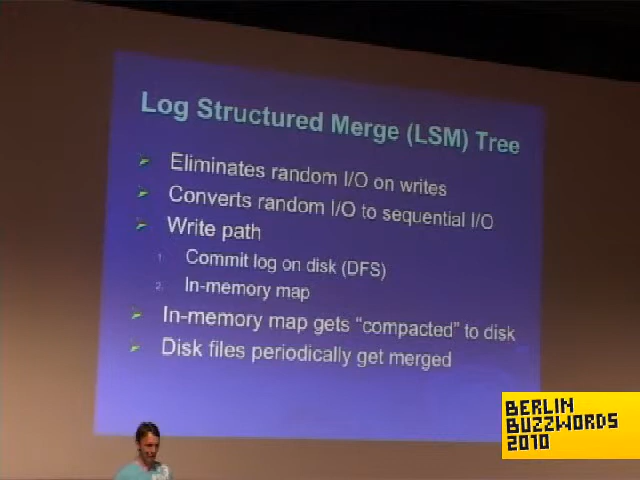 Log Structured Merge (LSM) Tree
Eliminates random I/O on writes
Converts random I/O to sequential I/O
Write path
1. Commit log on disk (DFS)
2. In-memory map
In-memory map gets “compacted” to disk
Disk files periodically get merged
BERLIN
BUZZWORDS
2010